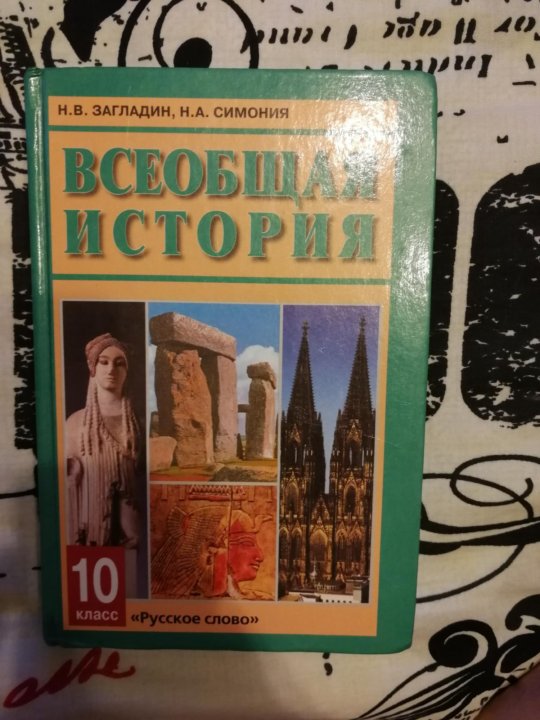 Н.В. ЗАГЛАДИН, Н.А. СИМОНИЯ
ВСЕОБЩАЯ
ИСТОРИЯ
10
класс
«Русское слово»